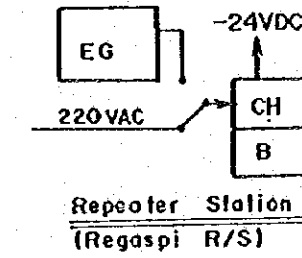 -24VDC
EG
220VAC
CH
B
Repeater Station
(Regaspi R/S)